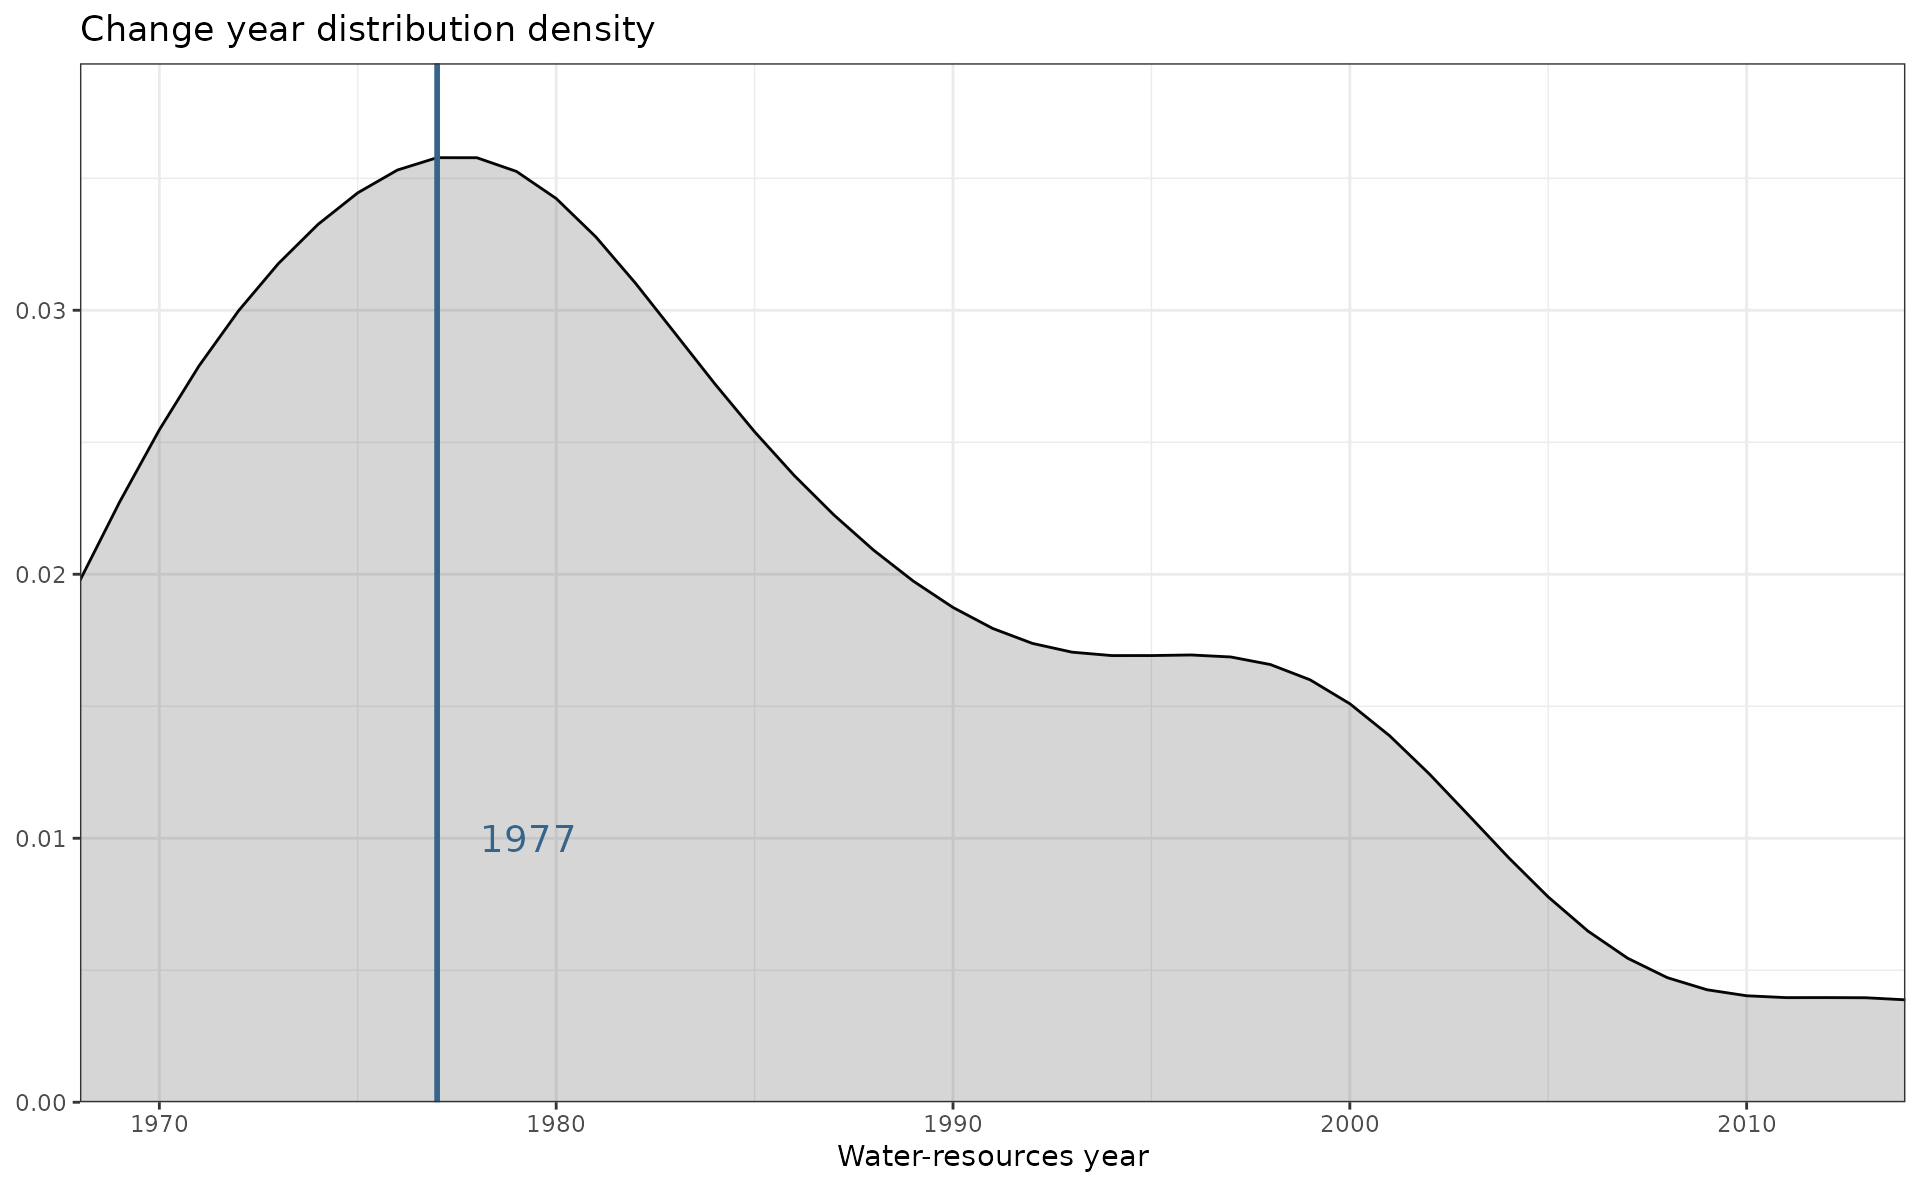 Change year distribution density
0.03
0.02
0.01
0.00
1977
1970 1980 1990 2000 2010
Water-resources year